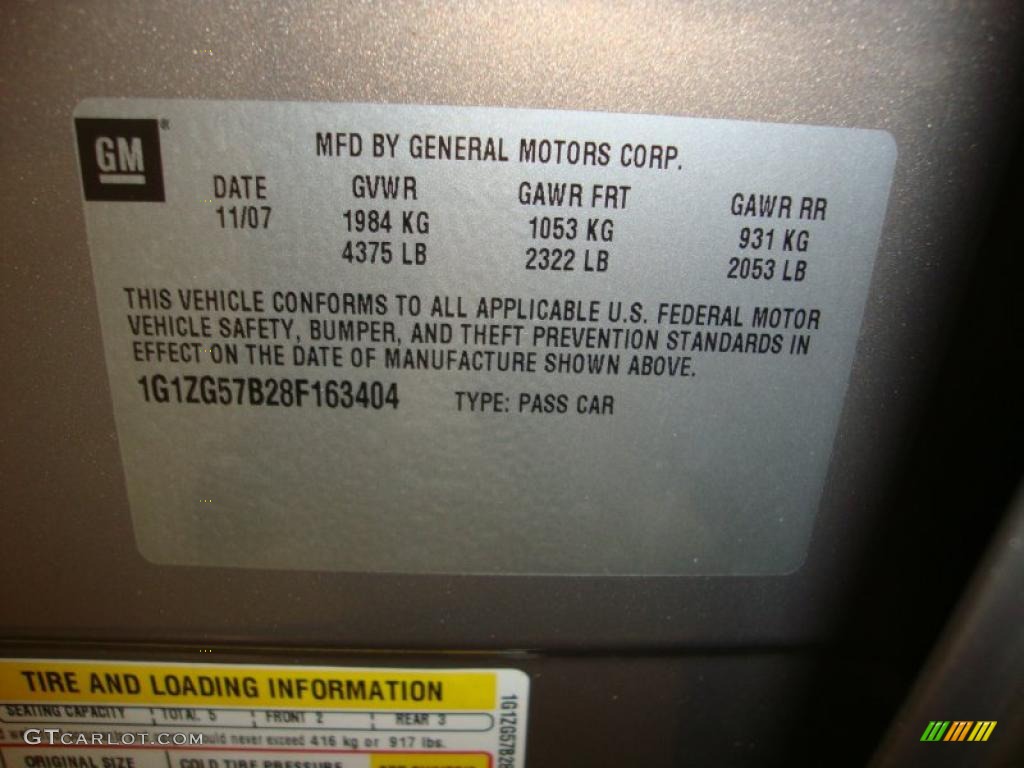 GM®
MFD BY GENERAL MOTORS CORP.
DATE GVWR GAWR FRT GAWR RR
11/07 1984 KG 1053 KG 931 KG
4375 LB 2322 LB 2053 LB
THIS VEHICLE CONFORMS TO ALL APPLICABLE U.S. FEDERAL MOTOR
VEHICLE SAFETY, BUMPER, AND THEFT PREVENTION STANDARDS IN
EFFECT ON THE DATE OF MANUFACTURE SHOWN ABOVE.
1G1ZG57B28F163404 TYPE: PASS CAR
TIRE AND LOADING INFORMATION
SEATING CAPACITY TOTAL 5 FRONT 2 REAR 3
should never exceed 416 kg or 917 lbs.
ORIGINAL SIZE COLD TIRE PRESSURE
1G1ZG57B28
GTCARLOT.COM